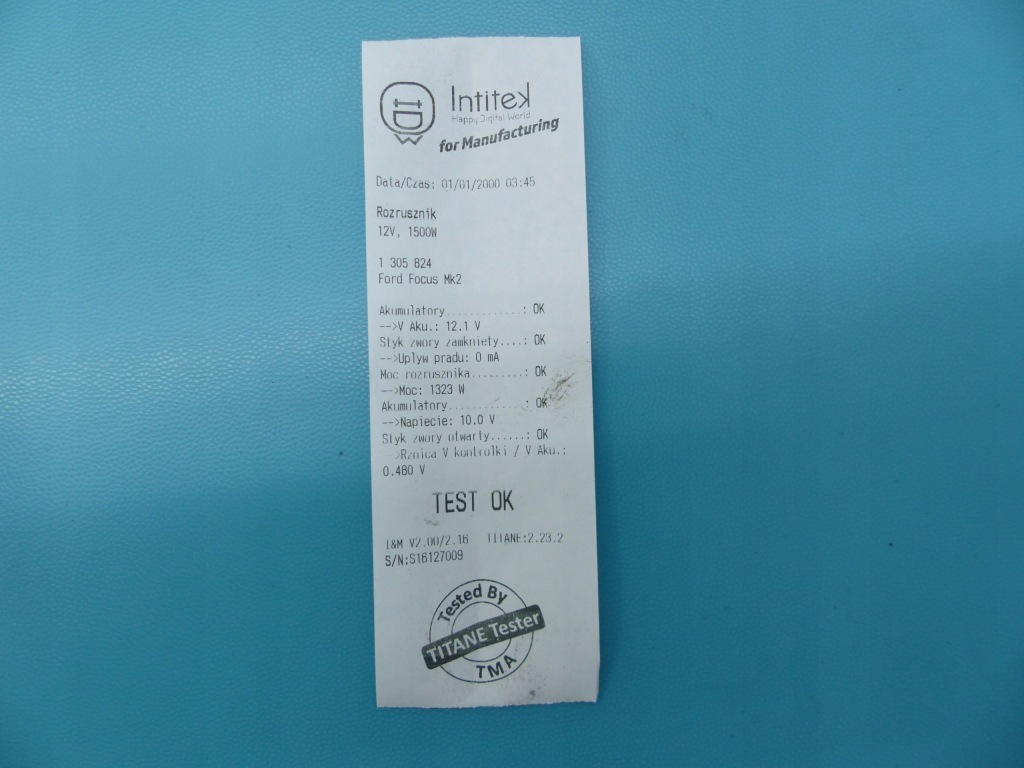 Intitek
Happy Digital World
for Manufacturing
Data/Czas: 01/01/2000 03:45
Rozrusznik
12V, 1500W
1 305 824
Ford Focus Mk2
Akumulatory.............: OK
-->V Aku.: 12.1 V
Styk zwory zamkniety....: OK
-->Uplyw pradu: 0 mA
Moc rozrusznika.........: OK
-->Moc: 1323 W
Akumulatory.............: OK
-->Napiecie: 10.0 V
Styk zwory otwarty......: OK
-->Rznica V kontrolki / V Aku.:
0.480 V
TEST OK
I&M V2.00/2.16 TITANE:2.23.2
S/N:S16127009
Tested By
TITANE Tester
TMA